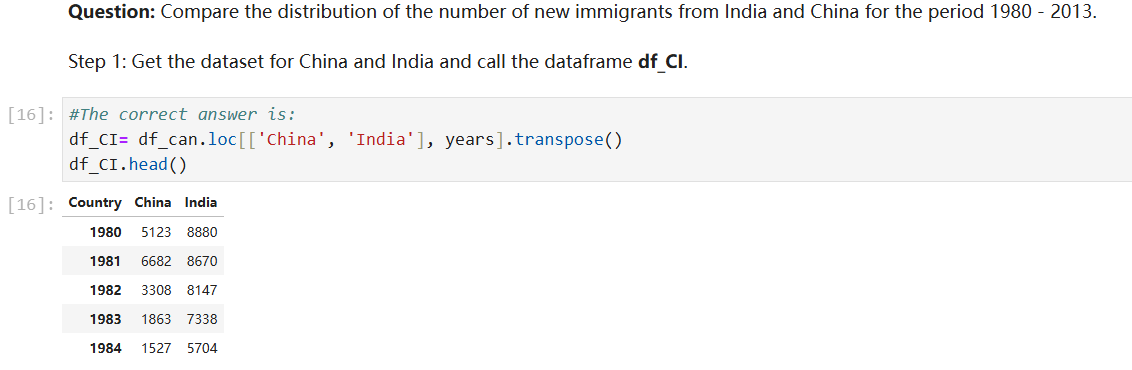 Question: Compare the distribution of the number of new immigrants from India and China for the period 1980 - 2013.
Step 1: Get the dataset for China and India and call the dataframe df_CI.
[16]: #The correct answer is:
df_CI= df_can.loc[['China', 'India'], years].transpose()
df_CI.head()
[16]: Country China India
1980 5123 8880
1981 6682 8670
1982 3308 8147
1983 1863 7338
1984 1527 5704